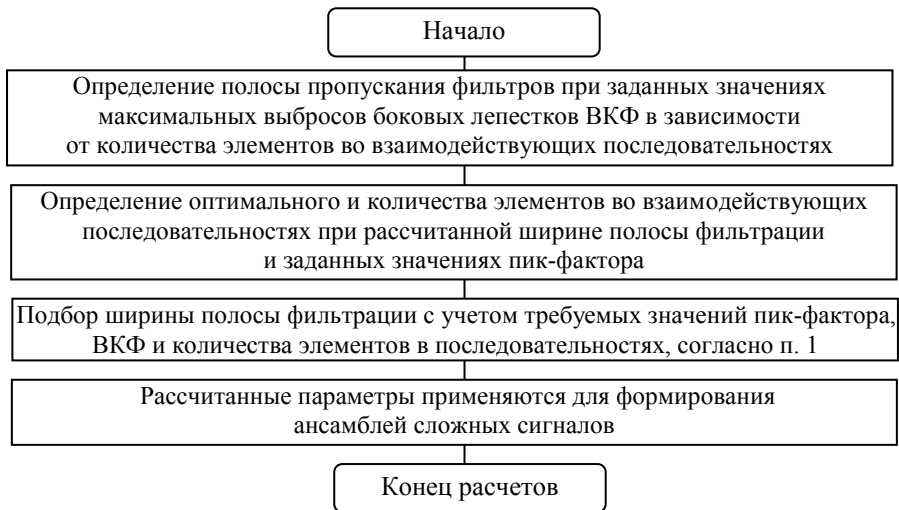 Начало
Определение полосы пропускания фильтров при заданных значениях
максимальных выбросов боковых лепестков ВКФ в зависимости
от количества элементов во взаимодействующих последовательностях
Определение оптимального и количества элементов во взаимодействующих
последовательностях при рассчитанной ширине полосы фильтрации
и заданных значениях пик-фактора
Подбор ширины полосы фильтрации с учетом требуемых значений пик-фактора,
ВКФ и количества элементов в последовательностях, согласно п. 1
Рассчитанные параметры применяются для формирования
ансамблей сложных сигналов
Конец расчетов